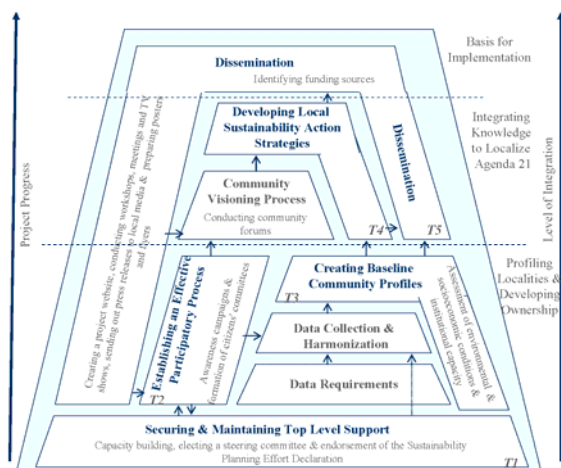 Basis for
Implementation
Dissemination
Identifying funding sources
Developing Local
Sustainability Action
Strategies
Integrating
Knowledge
to Localize
Agenda 21
Dissemination
Project Progress
Level of Integration
Creating a project website, conducting workshops, meetings and TV
shows, sending out press releases to local media & preparing posters
and flyers
Community
Visioning Process
Conducting community
forums
T4
T5
Profiling
Localities &
Developing
Ownership
Establishing an Effective
Participatory Process
Awareness campaigns &
formation of citizens' committees
Creating Baseline
Community Profiles
T3
Assessment of environmental &
socioeconomic conditions &
institutional capacity
Data Collection &
Harmonization
Data Requirements
T2
Securing & Maintaining Top Level Support
Capacity building, electing a steering committee & endorsement of the Sustainability
Planning Effort Declaration
T1